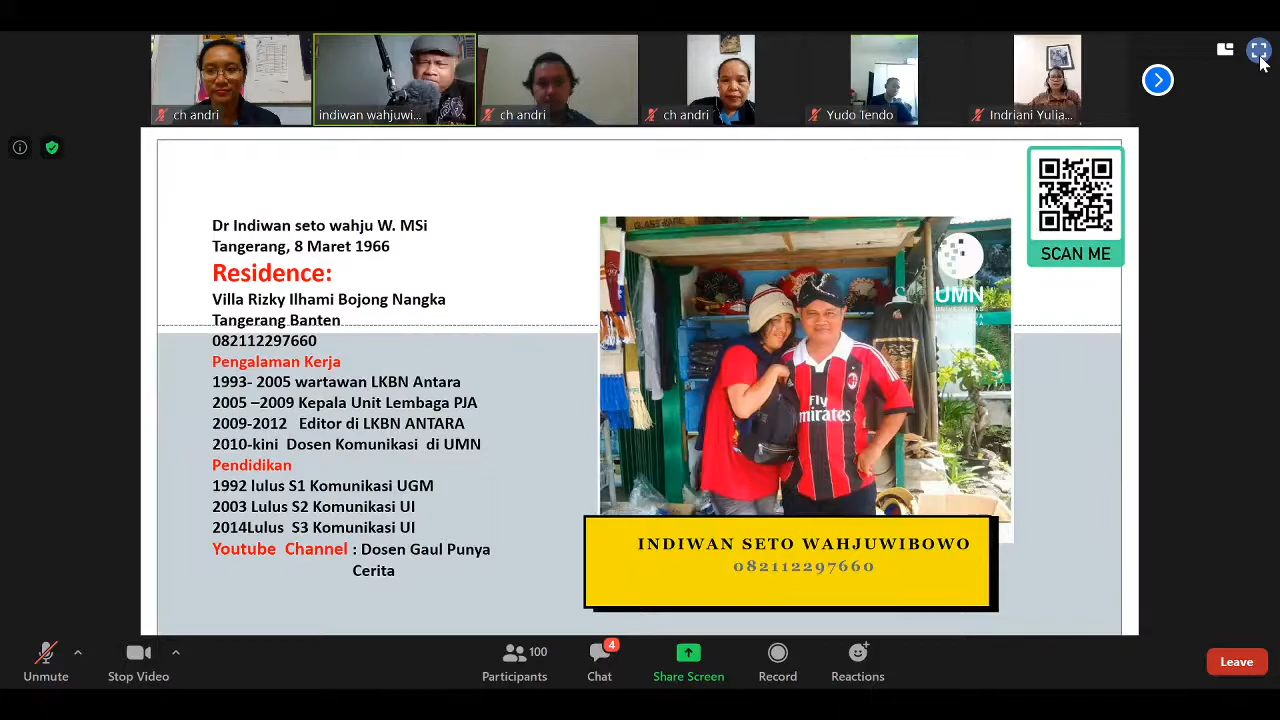 ch andri
indiwan wahjuwi...
ch andri
ch andri
Yudo Tendo
Indriani Yulia...
SCAN ME
Dr Indiwan seto wahju W. MSi
Tangerang, 8 Maret 1966
Residence:
Villa Rizky Ilhami Bojong Nangka
Tangerang Banten
082112297660
Pengalaman Kerja
1993- 2005 wartawan LKBN Antara
2005 –2009 Kepala Unit Lembaga PJA
2009-2012 Editor di LKBN ANTARA
2010-kini Dosen Komunikasi di UMN
Pendidikan
1992 lulus S1 Komunikasi UGM
2003 Lulus S2 Komunikasi UI
2014Lulus S3 Komunikasi UI
Youtube Channel : Dosen Gaul Punya
Cerita
UMN
UNIVERSITAS
Fly
Emirates
INDIWAN SETO WAHJUWIBOWO
082112297660
Unmute
Stop Video
100
Participants
4
Chat
Share Screen
Record
Reactions
Leave